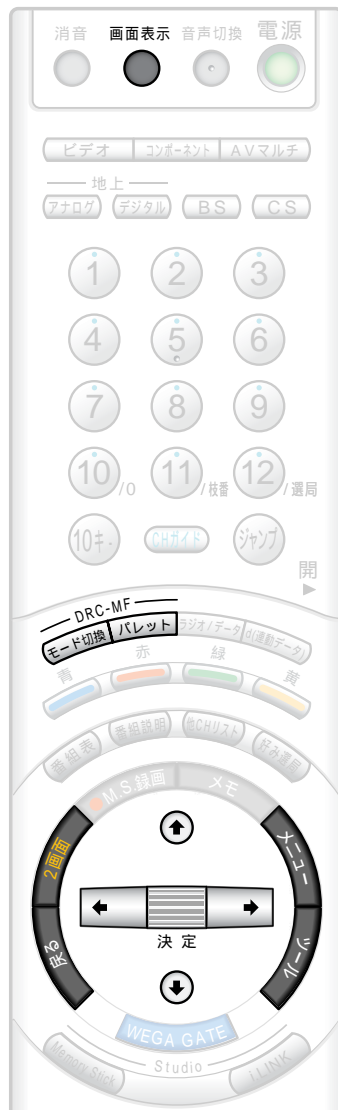 消音 画面表示 音声切換 電源
ビデオ コンポーネント AVマルチ
地上
アナログ デジタル BS CS
1 2 3
4 5 6
7 8 9
10/0 11/枝番 12/選局
10キー CHガイド ジャンプ
開
DRC-MF
モード切換 パレット ラジオ/データ d(連動データ)
青 赤 緑 黄
番組表 番組説明 他CHリスト 好み選局
M.S.録画 メモ
2画面 メニュー
決定
戻る ツール
WEGA GATE
Studio
Memory Stick i.LINK